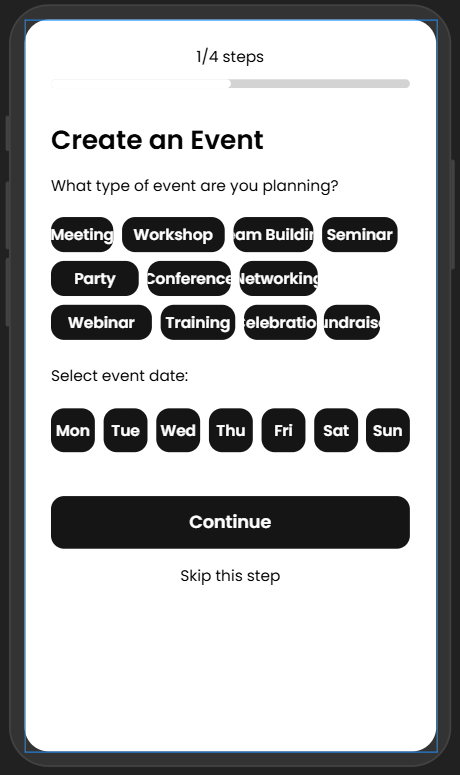 1/4 steps
Create an Event
What type of event are you planning?
Meeting Workshop am Buildin Seminar
Party Conference Networking
Webinar Training elebratio undrais
Select event date:
Mon Tue Wed Thu Fri Sat Sun
Continue
Skip this step